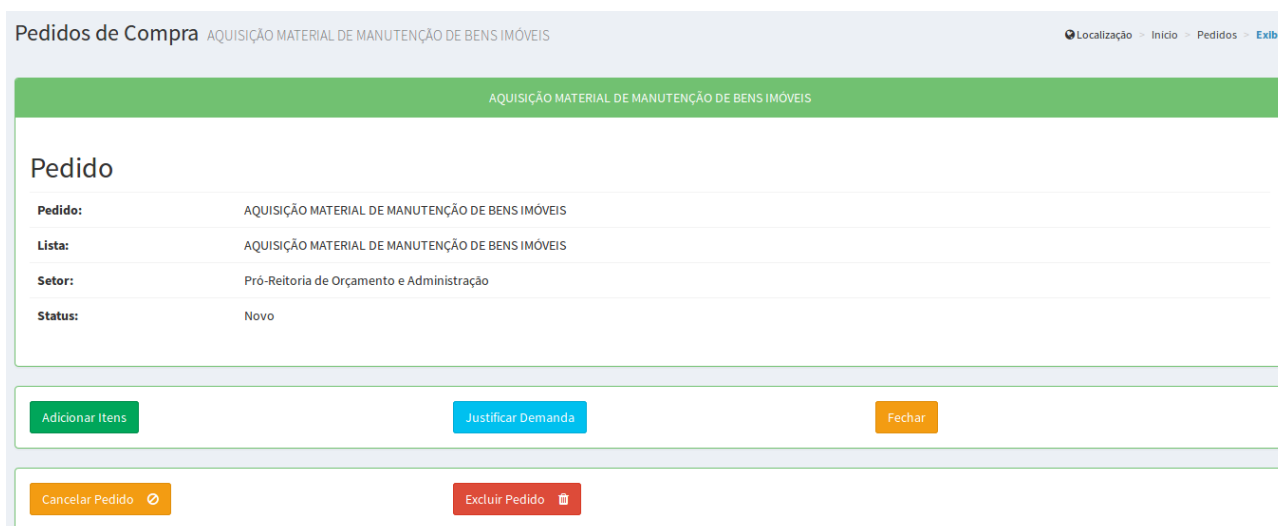 Pedidos de Compra AQUISIÇÃO MATERIAL DE MANUTENÇÃO DE BENS IMÓVEIS
Localização > Início > Pedidos > Exib
AQUISIÇÃO MATERIAL DE MANUTENÇÃO DE BENS IMÓVEIS
Pedido
Pedido: AQUISIÇÃO MATERIAL DE MANUTENÇÃO DE BENS IMÓVEIS
Lista: AQUISIÇÃO MATERIAL DE MANUTENÇÃO DE BENS IMÓVEIS
Setor: Pró-Reitoria de Orçamento e Administração
Status: Novo
Adicionar Itens Justificar Demanda Fechar
Cancelar Pedido Excluir Pedido